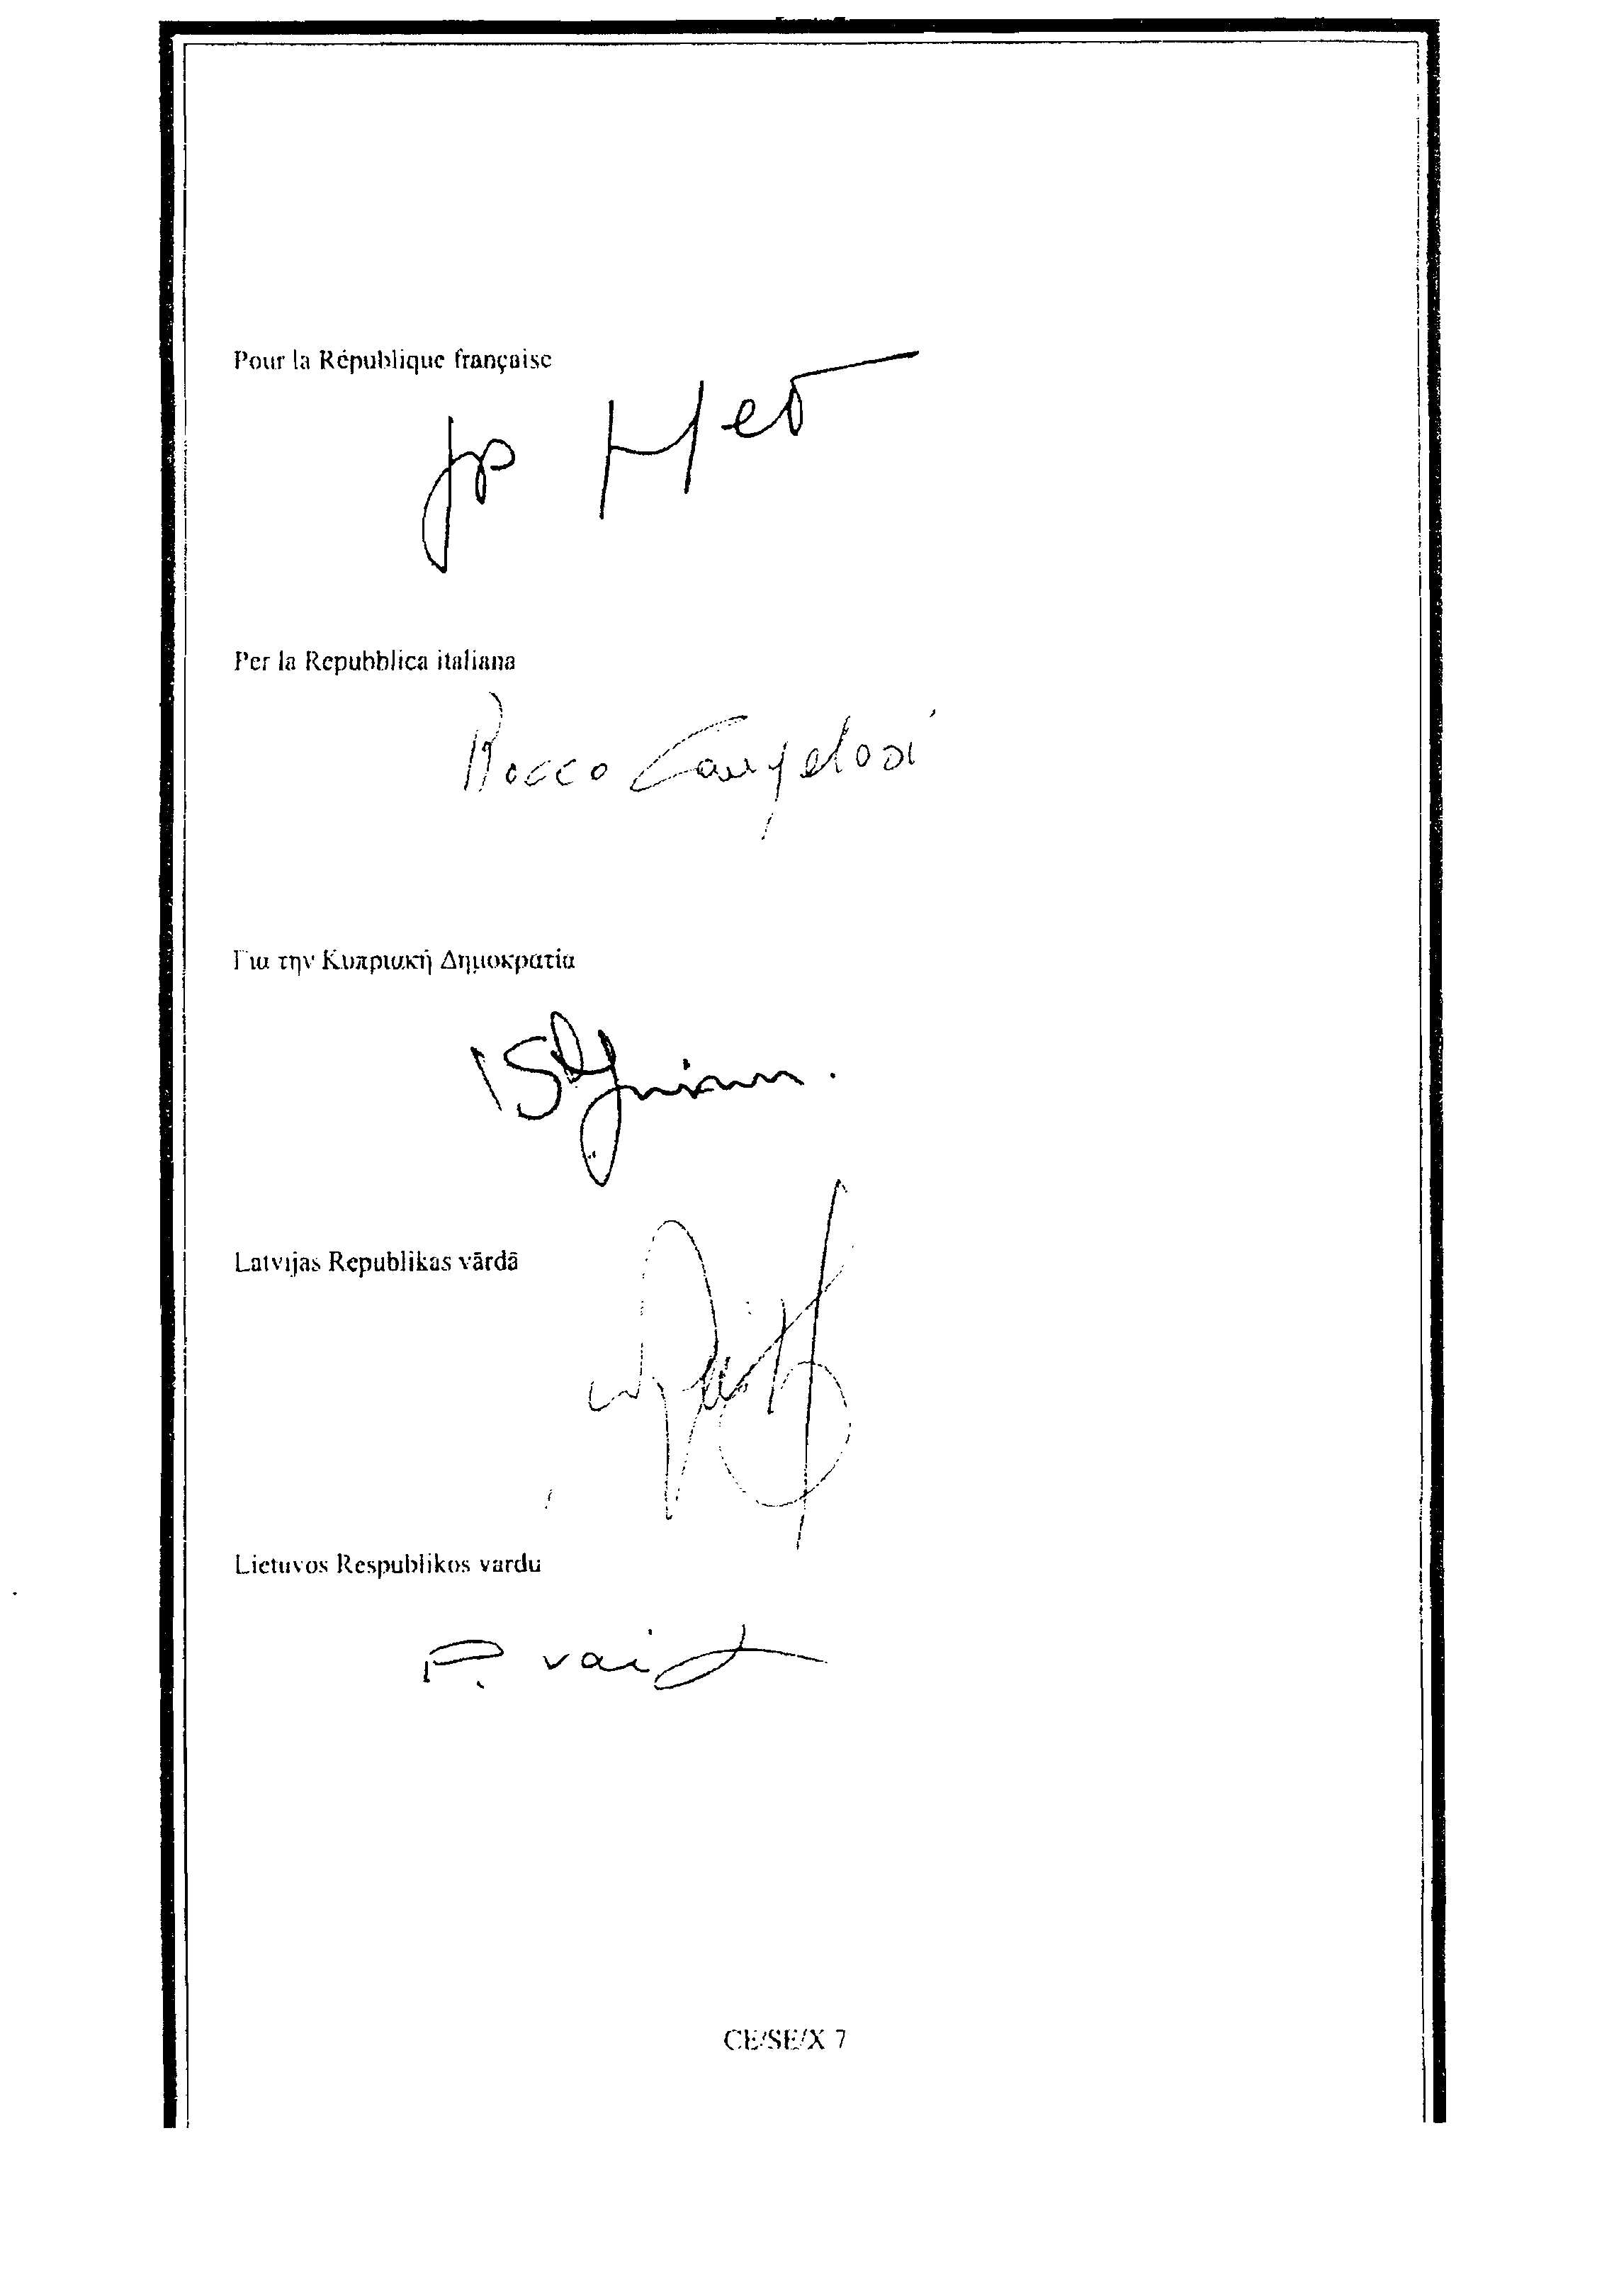 Pour la République française
Per la Repubblica italiana
Rocco Cangelosi
Για την Κυπριακή Δημοκρατία
Latvijas Republikas vārdā
Lietuvos Respublikos vardu
CE/SE/X 7